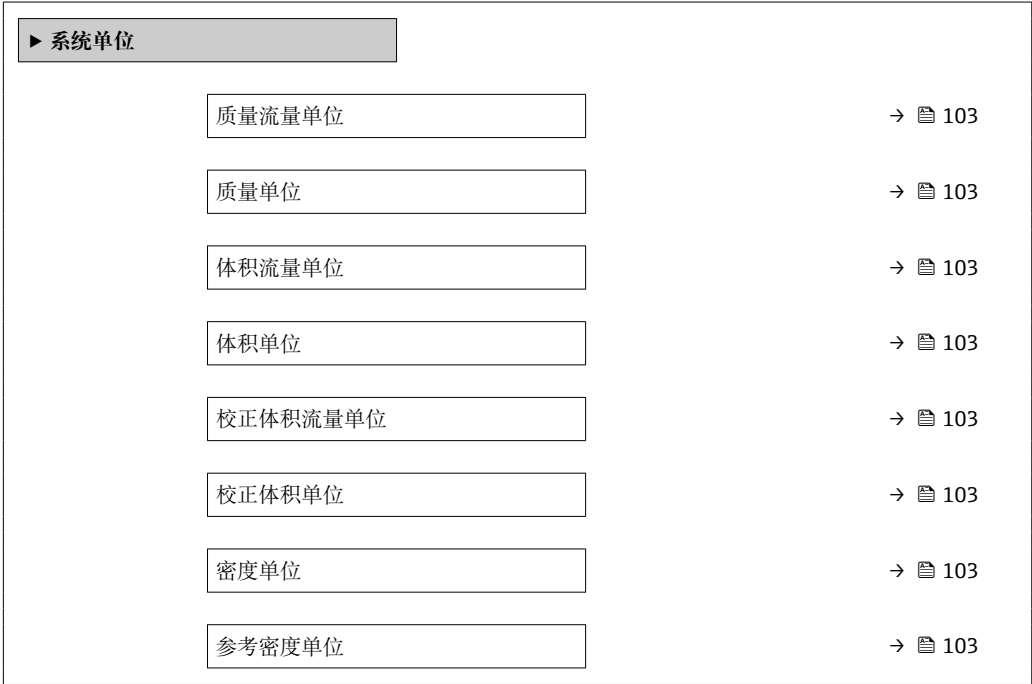 ▶ 系统单位
质量流量单位 → 🖺 103
质量单位 → 🖺 103
体积流量单位 → 🖺 103
体积单位 → 🖺 103
校正体积流量单位 → 🖺 103
校正体积单位 → 🖺 103
密度单位 → 🖺 103
参考密度单位 → 🖺 103